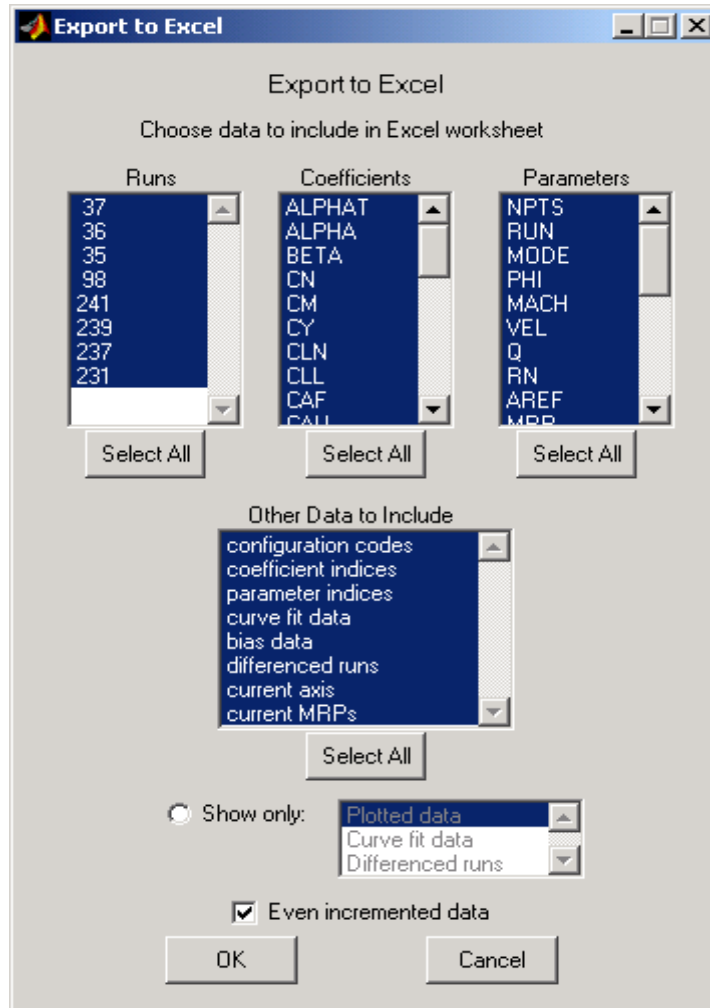 Export to Excel
Export to Excel
Choose data to include in Excel worksheet
Runs
37
36
35
98
241
239
237
231
Select All
Coefficients
ALPHAT
ALPHA
BETA
CN
CM
CY
CLN
CLL
CAF
CAU
Select All
Parameters
NPTS
RUN
MODE
PHI
MACH
VEL
Q
RN
AREF
MRP
Select All
Other Data to Include
configuration codes
coefficient indices
parameter indices
curve fit data
bias data
differenced runs
current axis
current MRPs
Select All
Show only:
Plotted data
Curve fit data
Differenced runs
Even incremented data
OK
Cancel